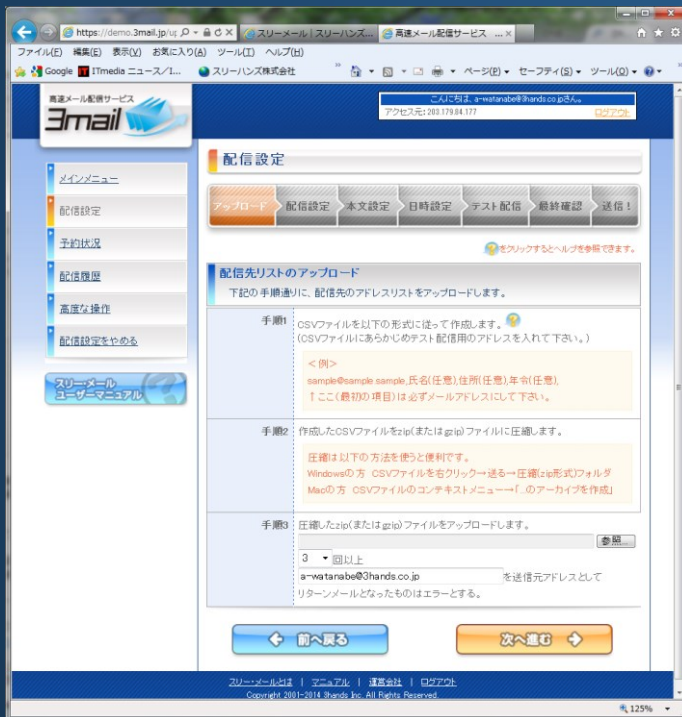 https://demo.3mail.jp/u
スリーメール | スリーハンズ...
高速メール配信サービス ...
ファイル(F) 編集(E) 表示(V) お気に入り(A) ツール(T) ヘルプ(H)
Google
ITmedia ニュース/I...
スリーハンズ株式会社
ページ(P)
セーフティ(S)
ツール(O)
高速メール配信サービス
3mail
こんにちは、a-watanabe@3hands.co.jpさん。
アクセス元: 203.179.84.177
ログアウト
メインメニュー
配信設定
予約状況
配信履歴
高度な操作
配信設定をやめる
スリー・メール
ユーザーマニュアル
配信設定
アップロード
配信設定
本文設定
日時設定
テスト配信
最終確認
送信!
をクリックするとヘルプを参照できます。
配信先リストのアップロード
下記の手順通りに、配信先のアドレスリストをアップロードします。
手順1
CSVファイルを以下の形式に従って作成します。
(CSVファイルにあらかじめテスト配信用のアドレスを入れて下さい。)
<例>
sample@sample.sample,氏名(任意),住所(任意),年令(任意),
↑ここ(最初の項目)は必ずメールアドレスにして下さい。
手順2
作成したCSVファイルをzip(またはgzip)ファイルに圧縮します。
圧縮は以下の方法を使うと便利です。
Windowsの方 CSVファイルを右クリック→送る→圧縮(zip形式)フォルダ
Macの方 CSVファイルのコンテキストメニュー→「...のアーカイブを作成」
手順3
圧縮したzip(またはgzip)ファイルをアップロードします。
参照...
3 回以上
a-watanabe@3hands.co.jp を送信元アドレスとして
リターンメールとなったものはエラーとする。
前へ戻る
次へ進む
スリー・メールとは | マニュアル | 運営会社 | ログアウト
Copyright 2001-2014 3hands Inc. All Rights Reserved.
125%